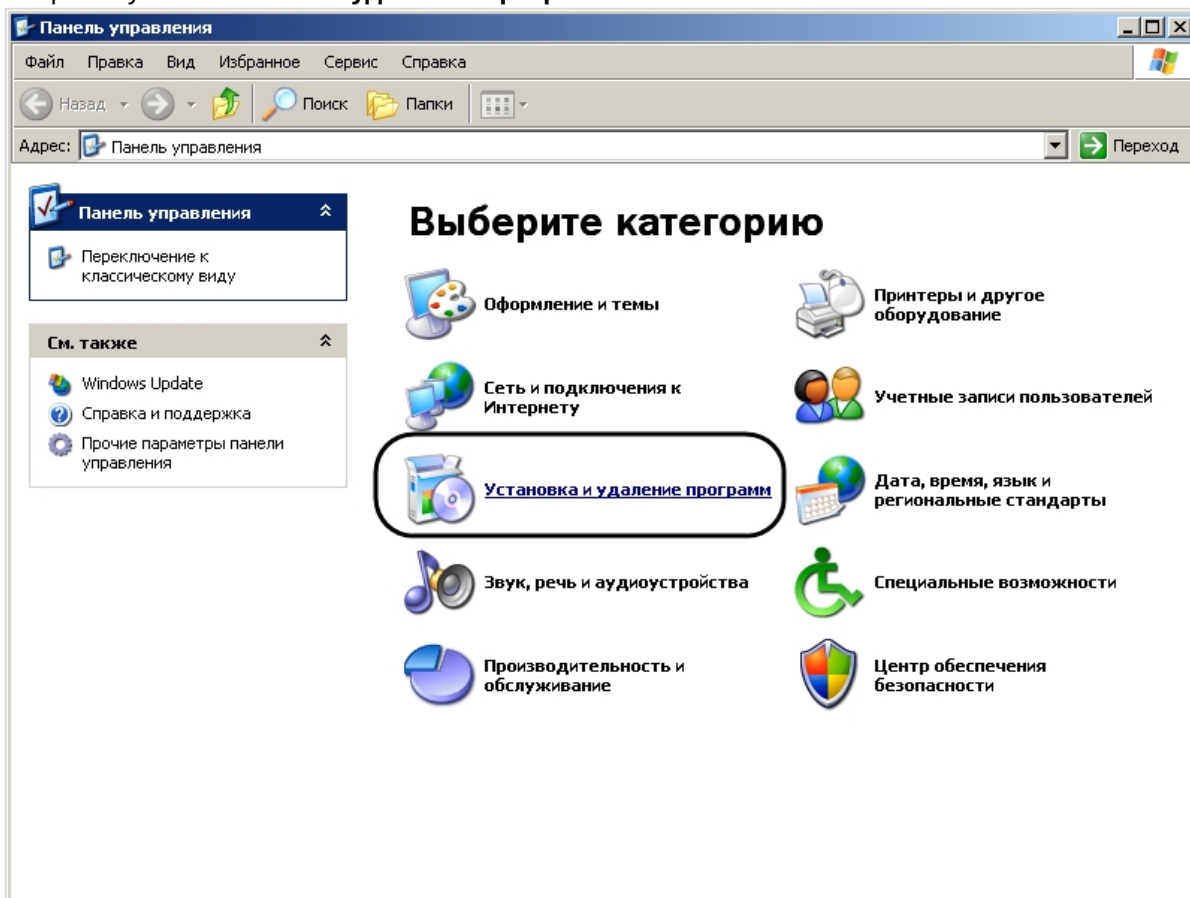 Панель управления
Файл Правка Вид Избранное Сервис Справка
Назад Поиск Папки
Адрес: Панель управления Переход
Панель управления
Переключение к
классическому виду
См. также
Windows Update
Справка и поддержка
Прочие параметры панели
управления
Выберите категорию
Оформление и темы
Принтеры и другое
оборудование
Сеть и подключения к
Интернету
Учетные записи пользователей
Установка и удаление программ
Дата, время, язык и
региональные стандарты
Звук, речь и аудиоустройства
Специальные возможности
Производительность и
обслуживание
Центр обеспечения
безопасности